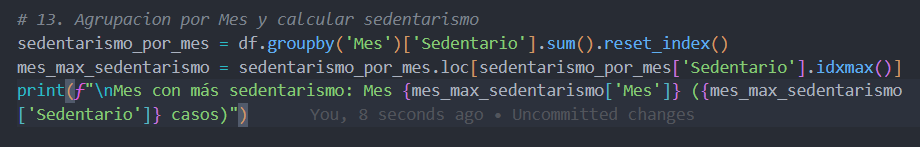 # 13. Agrupacion por Mes y calcular sedentarismo
sedentarismo_por_mes = df.groupby('Mes')['Sedentario'].sum().reset_index()
mes_max_sedentarismo = sedentarismo_por_mes.loc[sedentarismo_por_mes['Sedentario'].idxmax()]
print(f"\nMes con más sedentarismo: Mes {mes_max_sedentarismo['Mes']} ({mes_max_sedentarismo
['Sedentario']} casos)")     You, 8 seconds ago • Uncommitted changes